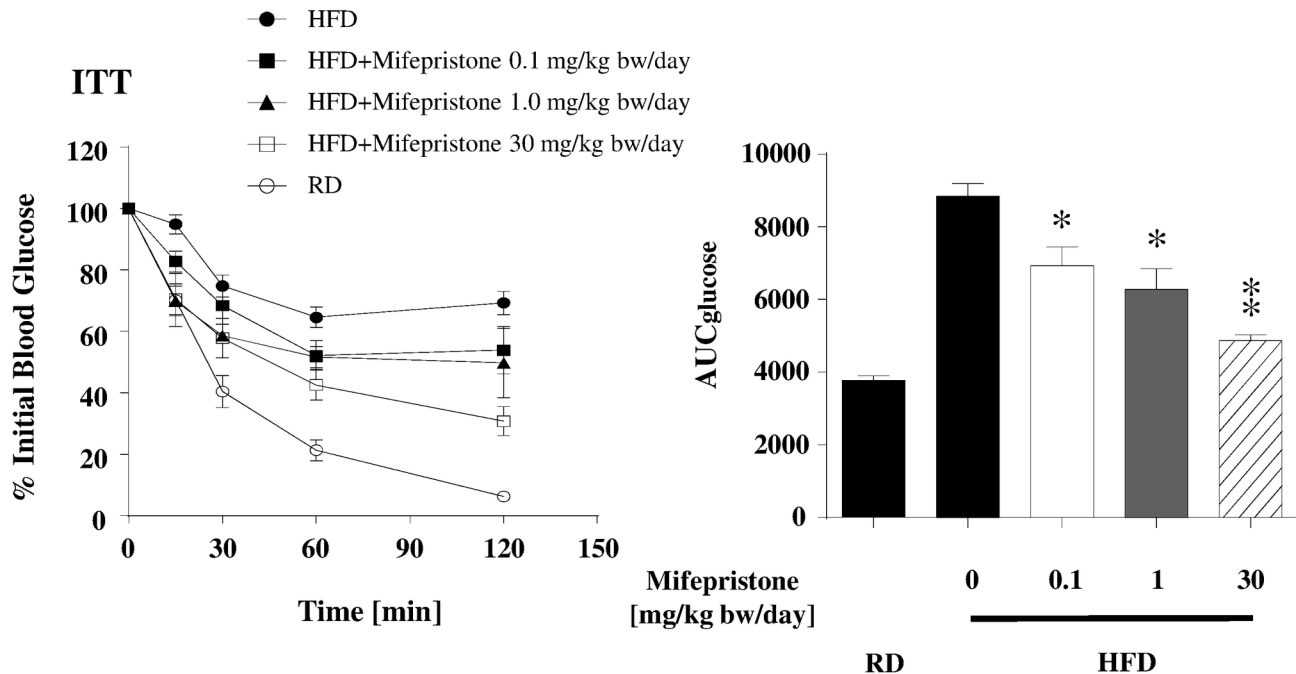 HFD
HFD+Mifepristone 0.1 mg/kg bw/day
ITT
HFD+Mifepristone 1.0 mg/kg bw/day
HFD+Mifepristone 30 mg/kg bw/day
RD
120
100
80
60
40
20
0
% Initial Blood Glucose
0 30 60 90 120 150
Time [min]
10000
8000
6000
4000
2000
0
AUCglucose
*
*
**
Mifepristone
[mg/kg bw/day]
0 0.1 1 30
RD HFD